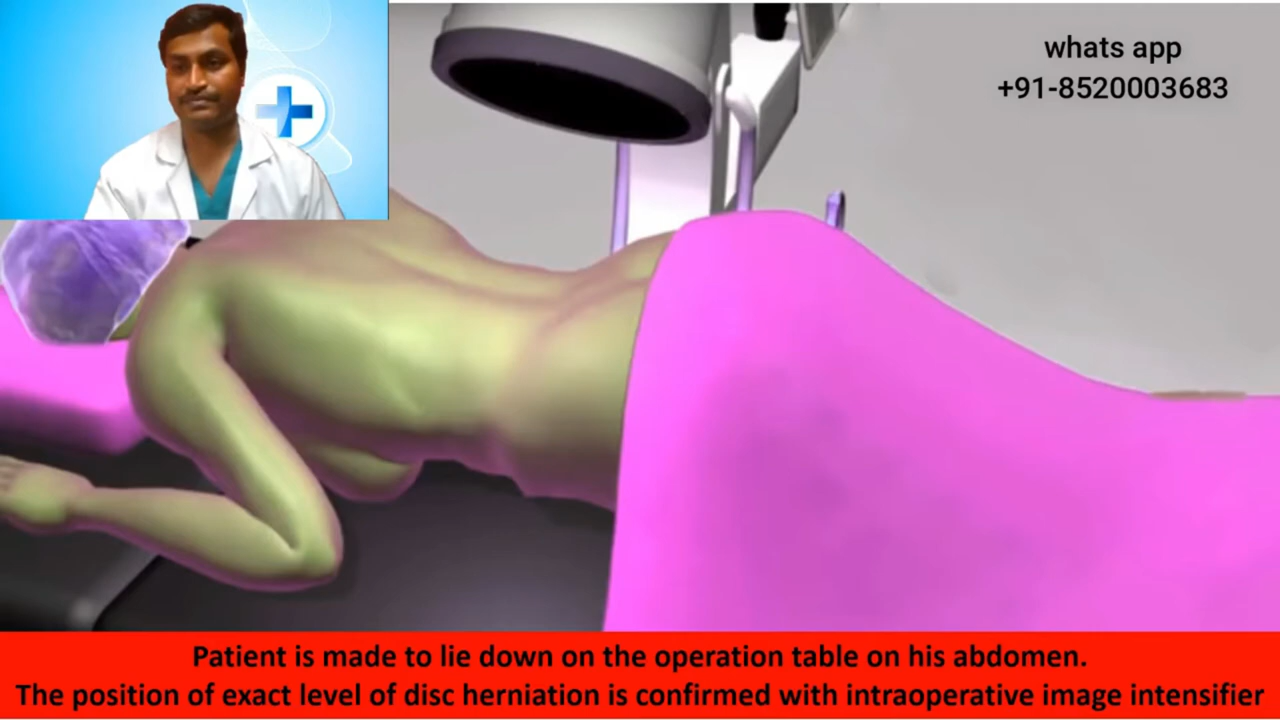 whats app
+91-8520003683
Patient is made to lie down on the operation table on his abdomen.
The position of exact level of disc herniation is confirmed with intraoperative image intensifier